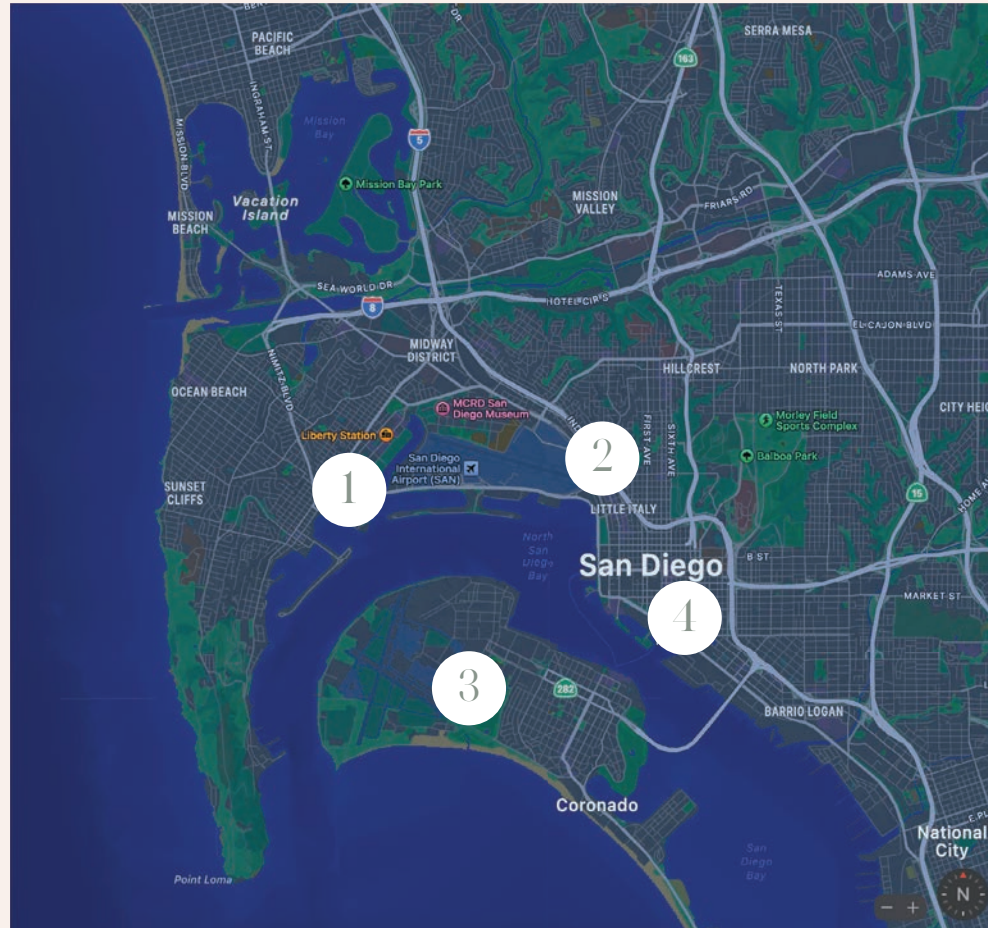 PACIFIC
BEACH
DR
SERRA MESA
163
INGRAHAM ST
Mission
Bay
5
MISSION BLVD
Mission Bay Park
Vacation
Island
MISSION
BEACH
MISSION
VALLEY
FRIARS RD
SEA WORLD DR
8
HOTEL CIR S
ADAMS AVE
TEXAS ST
EL CAJON BLVD
MIDWAY
DISTRICT
NIMITZ BLVD
HILLCREST
NORTH PARK
OCEAN BEACH
MCRD San
Diego Museum
Morley Field
Sports Complex
Liberty Station
FIRST AVE
SIXTH AVE
2
Balboa Park
San Diego
International
Airport (SAN)
1
SUNSET
CLIFFS
15
LITTLE ITALY
North
San
Diego
Bay
San Diego
B ST
MARKET ST
4
3
282
BARRIO LOGAN
Coronado
National
City
San
Diego
Bay
Point Loma
N
− +